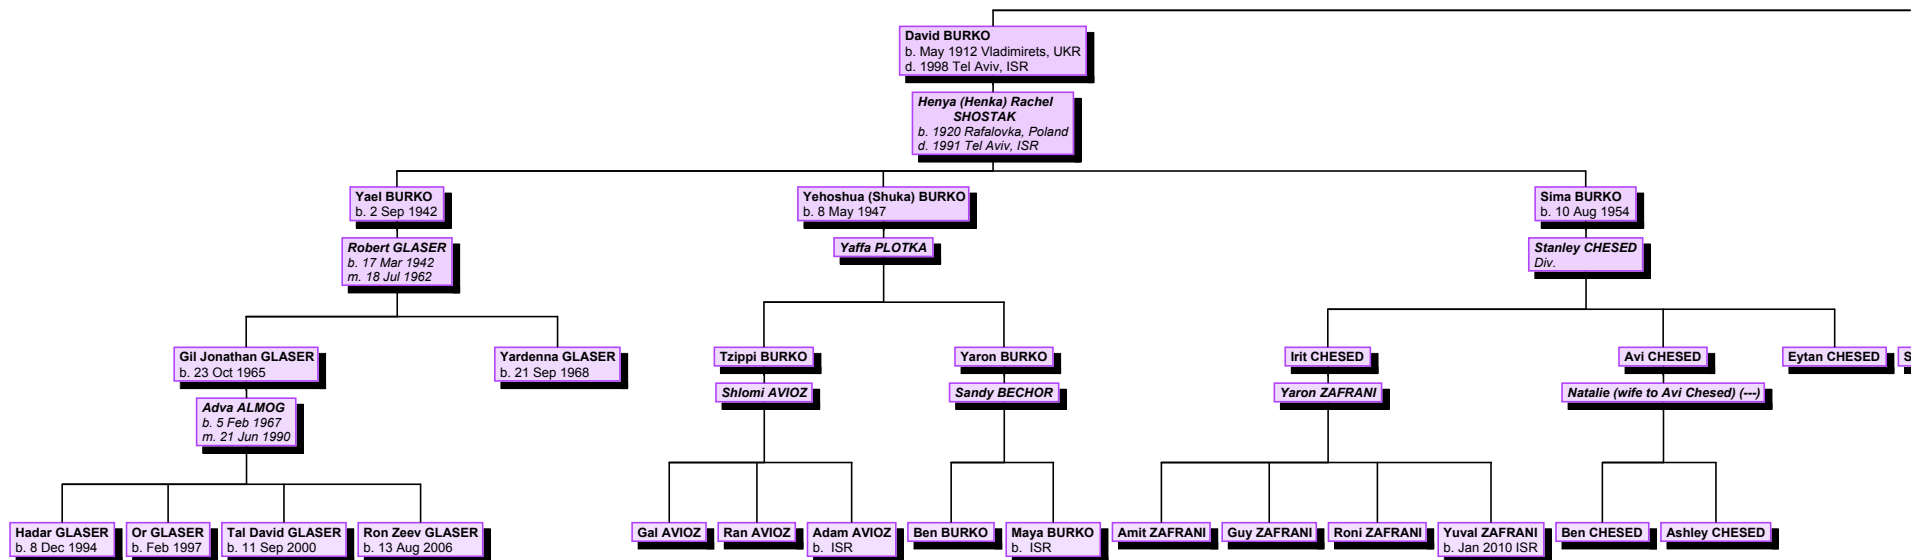 David BURKO
b. May 1912 Vladimirets, UKR
d. 1998 Tel Aviv, ISR
Henya (Henka) Rachel
SHOSTAK
b. 1920 Rafalovka, Poland
d. 1991 Tel Aviv, ISR
Yael BURKO
b. 2 Sep 1942
Yehoshua (Shuka) BURKO
b. 8 May 1947
Sima BURKO
b. 10 Aug 1954
Robert GLASER
b. 17 Mar 1942
m. 18 Jul 1962
Yaffa PLOTKA
Stanley CHESED
Div.
Gil Jonathan GLASER
b. 23 Oct 1965
Yardenna GLASER
b. 21 Sep 1968
Tzippi BURKO
Yaron BURKO
Irit CHESED
Avi CHESED
Eytan CHESED
S
Adva ALMOG
b. 5 Feb 1967
m. 21 Jun 1990
Shlomi AVIOZ
Sandy BECHOR
Yaron ZAFRANI
Natalie (wife to Avi Chesed) (---)
Hadar GLASER
b. 8 Dec 1994
Or GLASER
b. Feb 1997
Tal David GLASER
b. 11 Sep 2000
Ron Zeev GLASER
b. 13 Aug 2006
Gal AVIOZ
Ran AVIOZ
Adam AVIOZ
b. ISR
Ben BURKO
Maya BURKO
b. ISR
Amit ZAFRANI
Guy ZAFRANI
Roni ZAFRANI
Yuval ZAFRANI
b. Jan 2010 ISR
Ben CHESED
Ashley CHESED